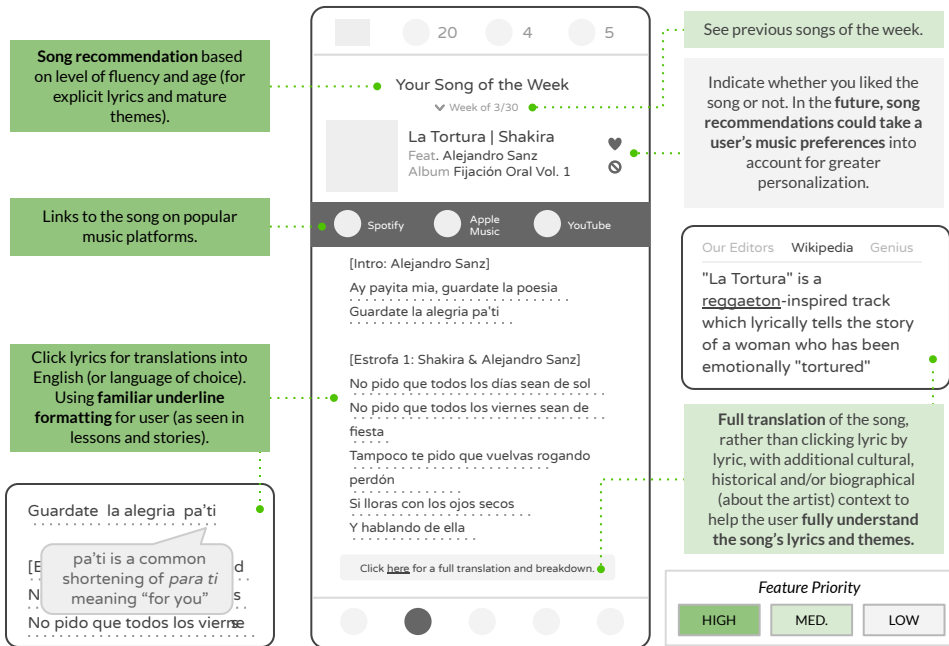 Song recommendation based
on level of fluency and age (for
explicit lyrics and mature
themes).
Links to the song on popular
music platforms.
Click lyrics for translations into
English (or language of choice).
Using familiar underline
formatting for user (as seen in
lessons and stories).
Guardate la alegria pa'ti
[E
d
N
s
No pido que todos los vierne
pa'ti is a common
shortening of para ti
meaning "for you"
20
4
5
Your Song of the Week
Week of 3/30
La Tortura | Shakira
Feat. Alejandro Sanz
Album Fijación Oral Vol. 1
Spotify
Apple
Music
YouTube
[Intro: Alejandro Sanz]
Ay payita mia, guardate la poesia
Guardate la alegria pa'ti
[Estrofa 1: Shakira & Alejandro Sanz]
No pido que todos los días sean de sol
No pido que todos los viernes sean de
fiesta
Tampoco te pido que vuelvas rogando
perdón
Si lloras con los ojos secos
Y hablando de ella
Click here for a full translation and breakdown.
See previous songs of the week.
Indicate whether you liked the
song or not. In the future, song
recommendations could take a
user's music preferences into
account for greater
personalization.
Our Editors Wikipedia Genius
"La Tortura" is a
reggaeton-inspired track
which lyrically tells the story
of a woman who has been
emotionally "tortured"
Full translation of the song,
rather than clicking lyric by
lyric, with additional cultural,
historical and/or biographical
(about the artist) context to
help the user fully understand
the song's lyrics and themes.
Feature Priority
HIGH
MED.
LOW